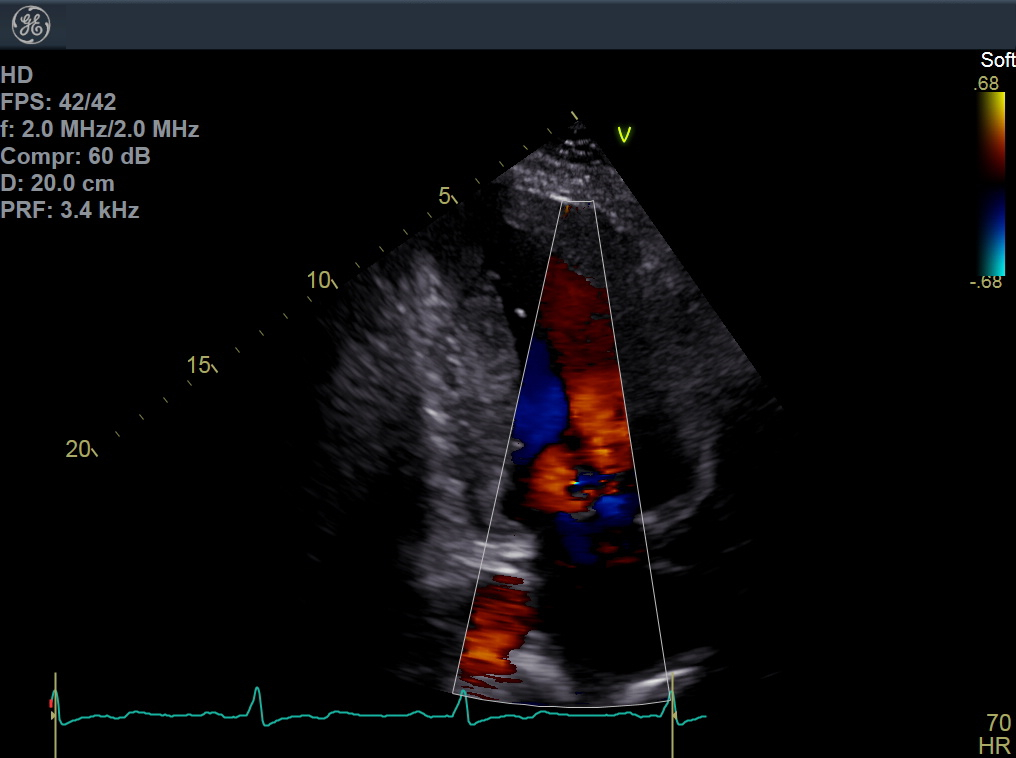 GE
HD
FPS: 42/42
f: 2.0 MHz/2.0 MHz
Compr: 60 dB
D: 20.0 cm
PRF: 3.4 kHz
Soft
.68
-.68
V
5
10
15
20
70
HR